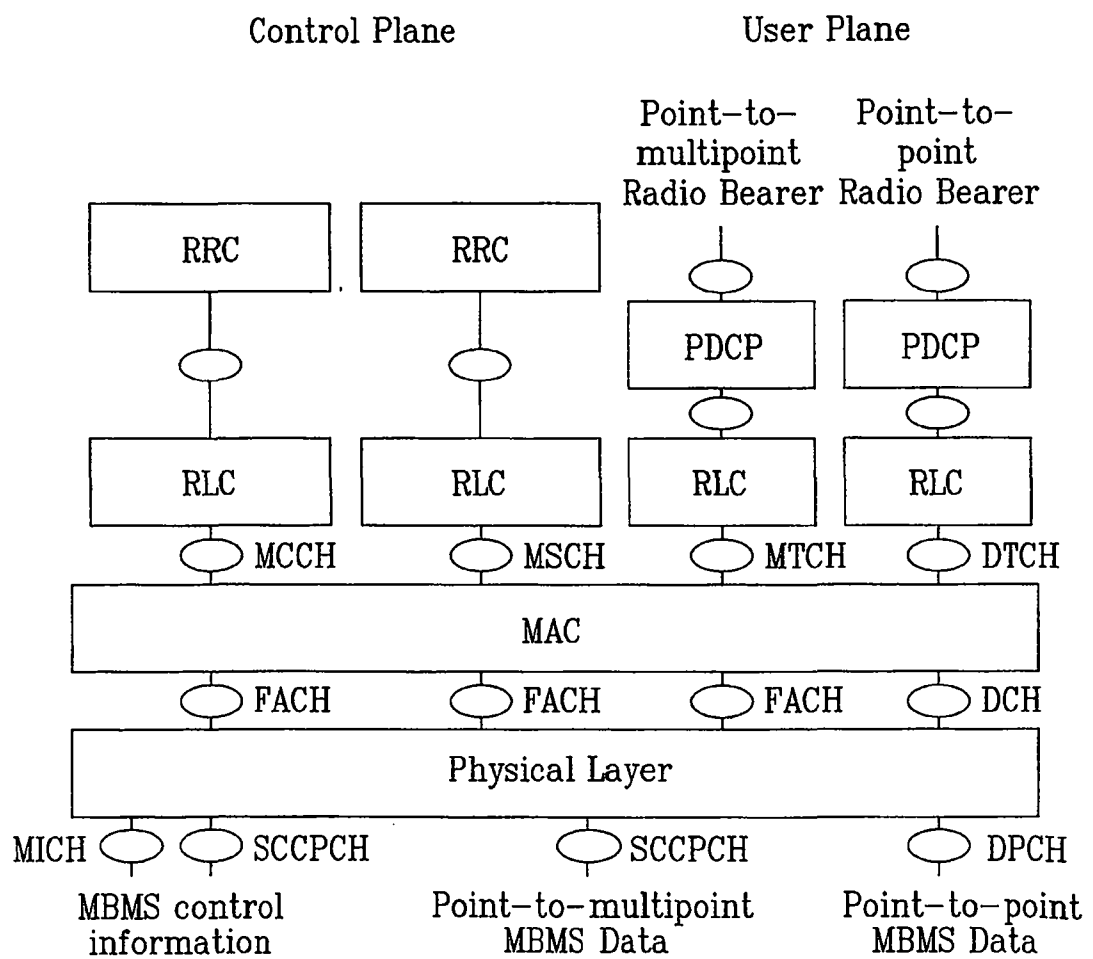 Control Plane
User Plane
Point-to-
multipoint
Radio Bearer
Point-to-
point
Radio Bearer
RRC
RRC
PDCP
PDCP
RLC
RLC
RLC
RLC
MCCH
MSCH
MTCH
DTCH
MAC
FACH
FACH
FACH
DCH
Physical Layer
MICH
SCCPCH
SCCPCH
DPCH
MBMS control
information
Point-to-multipoint
MBMS Data
Point-to-point
MBMS Data